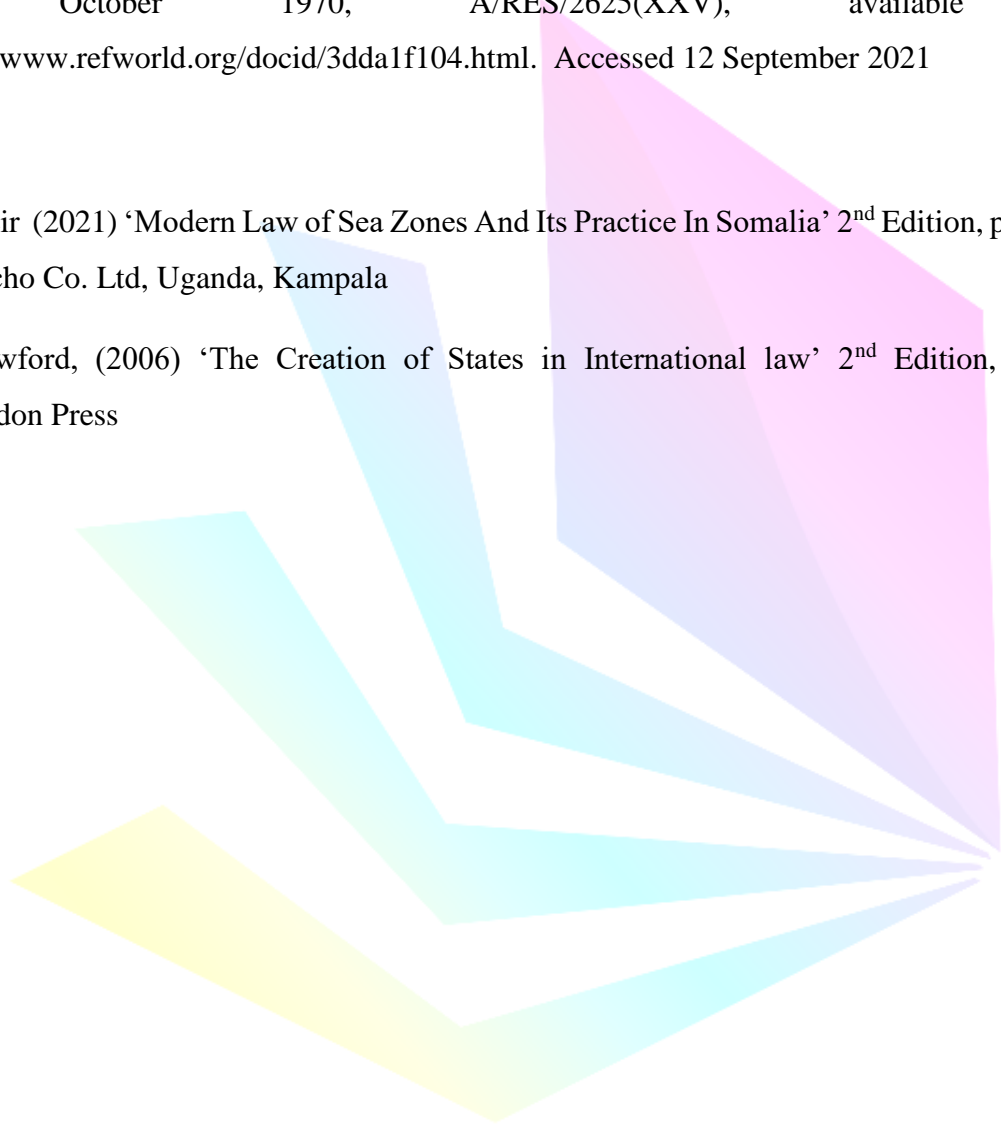 October 1970, A/RES/2625(XXV), available
www.refworld.org/docid/3dda1f104.html. Accessed 12 September 2021
ir (2021) ‘Modern Law of Sea Zones And Its Practice In Somalia’ 2nd Edition, p
cho Co. Ltd, Uganda, Kampala
wford, (2006) ‘The Creation of States in International law’ 2nd Edition,
don Press